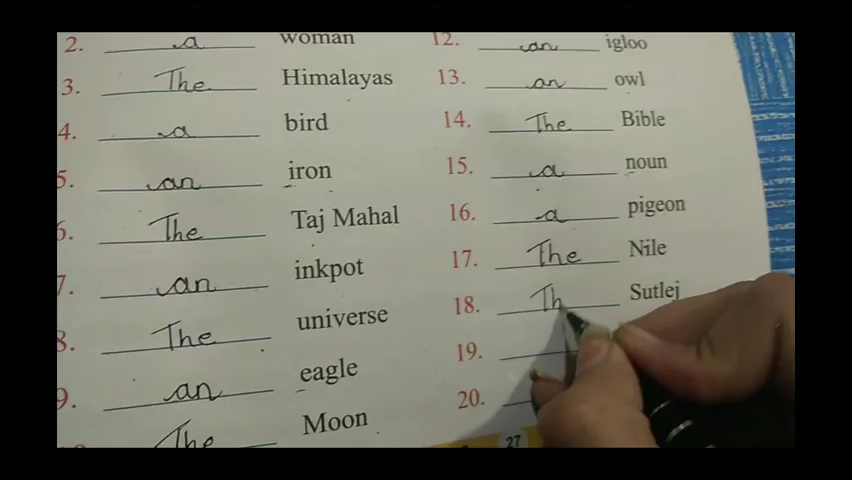 2. a woman
3. The Himalayas
4. a bird
5. an iron
6. The Taj Mahal
7. an inkpot
8. The universe
9. an eagle
The Moon
12. an igloo
13. an owl
14. The Bible
15. a noun
16. a pigeon
17. The Nile
18. Th Sutlej
19.
20.
27